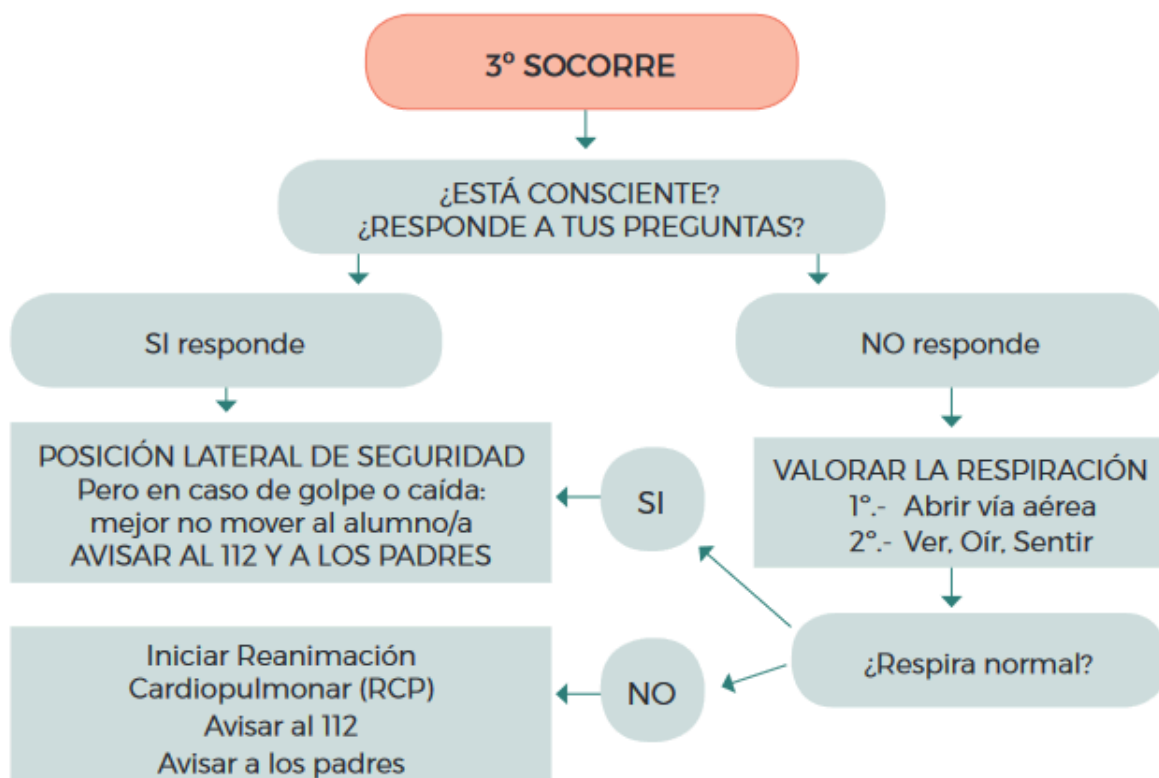 3º SOCORRE
¿ESTÁ CONSCIENTE?
¿RESPONDE A TUS PREGUNTAS?
SI responde
NO responde
POSICIÓN LATERAL DE SEGURIDAD
Pero en caso de golpe o caída:
mejor no mover al alumno/a
AVISAR AL 112 Y A LOS PADRES
SI
VALORAR LA RESPIRACIÓN
1º.- Abrir vía aérea
2º.- Ver, Oír, Sentir
Iniciar Reanimación
Cardiopulmonar (RCP)
Avisar al 112
Avisar a los padres
NO
¿Respira normal?